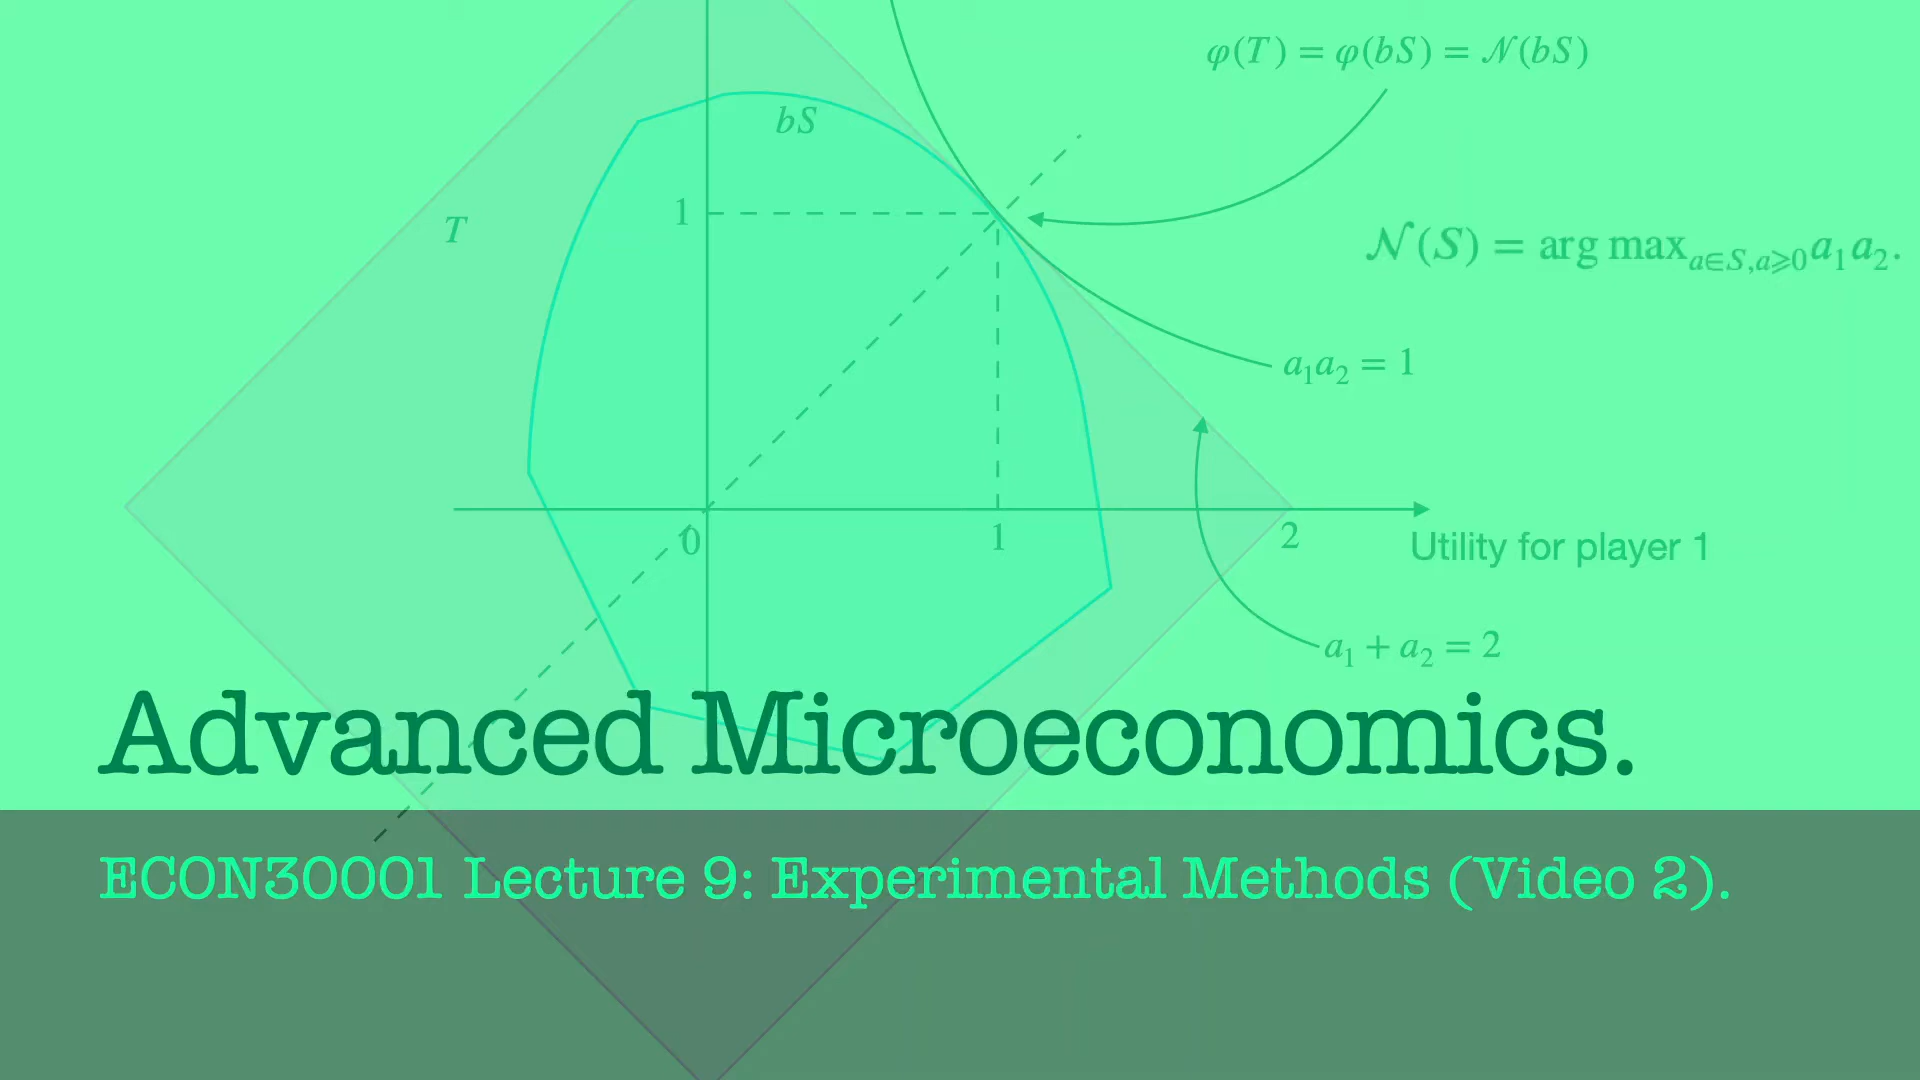 φ(T) = φ(bS) = 𝒩(bS)
bS
T
1
𝒩(S) = arg max_{a∈S,a⩾0} a₁a₂.
a₁a₂ = 1
0
1
2
Utility for player 1
a₁ + a₂ = 2
Advanced Microeconomics.
ECON30001 Lecture 9: Experimental Methods (Video 2).